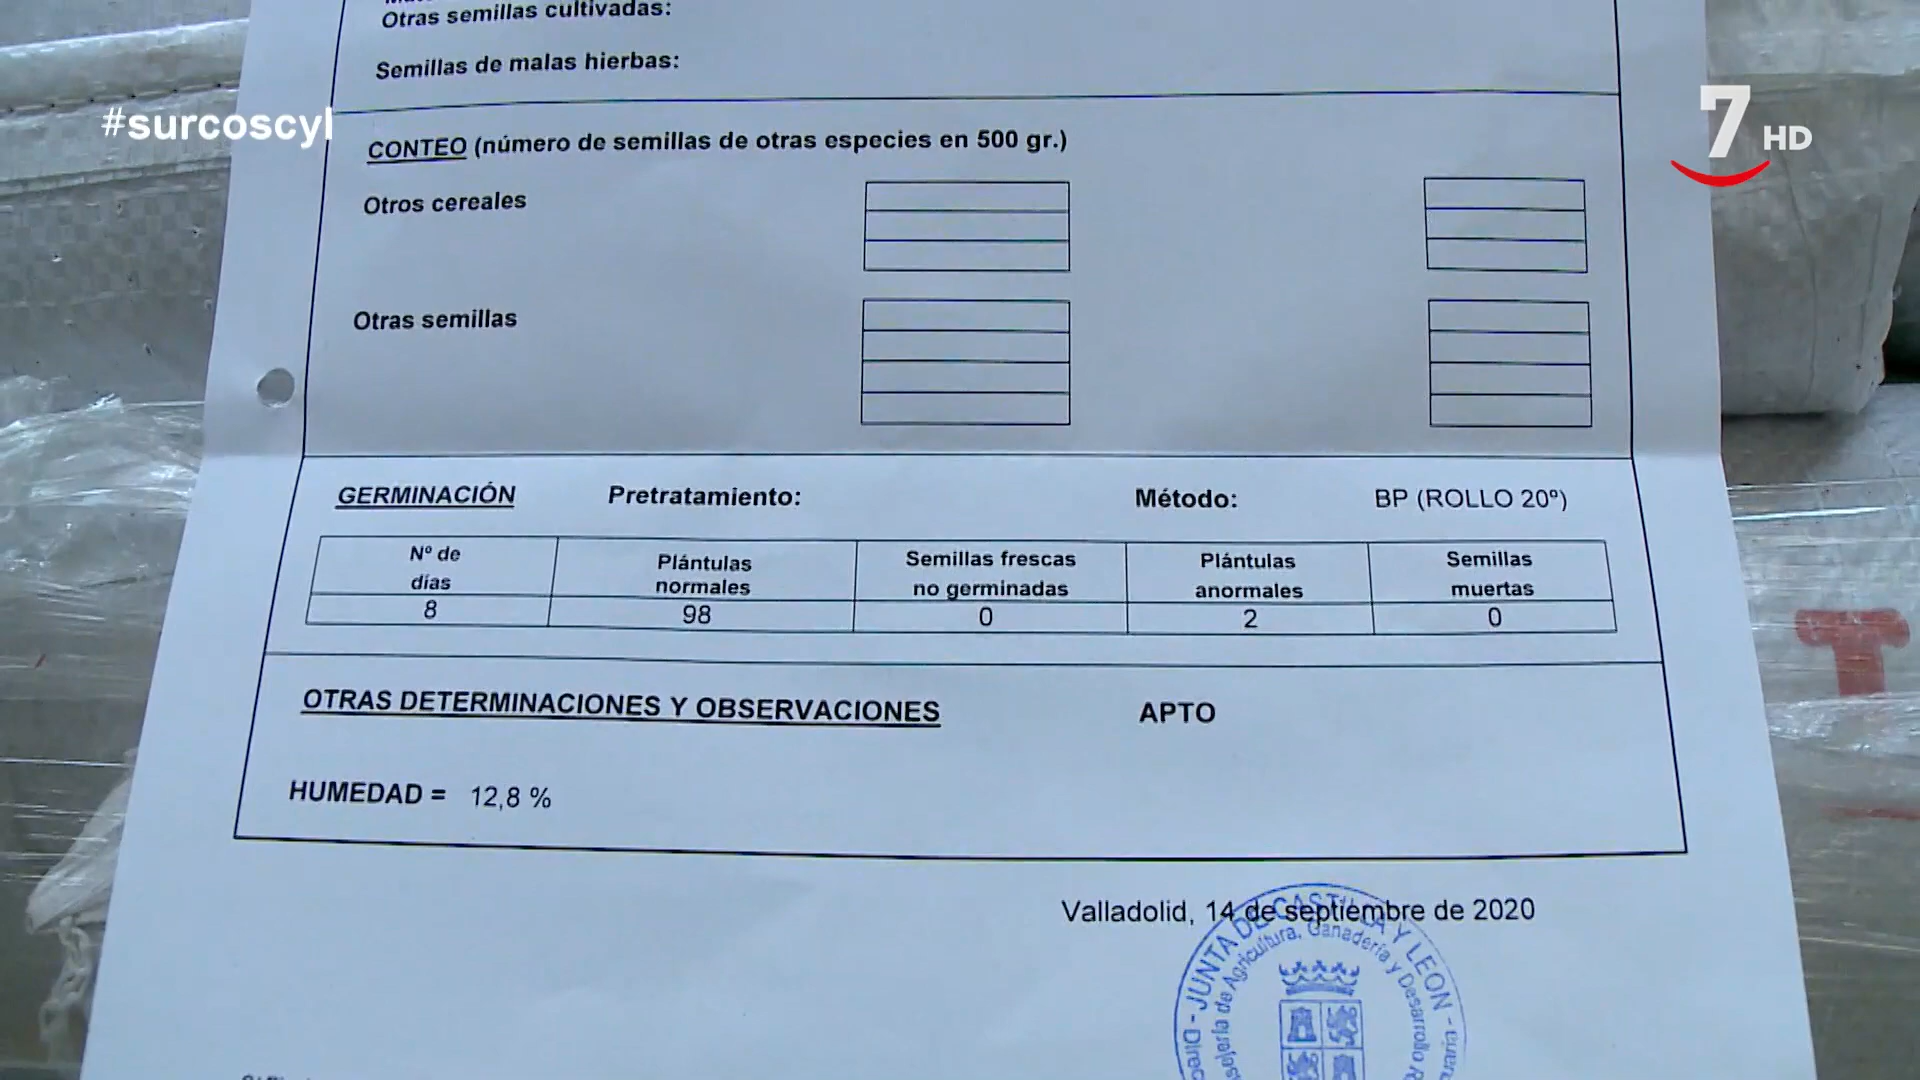 Otras semillas cultivadas:
Semillas de malas hierbas:
#surcoscyl
7 HD
CONTEO (número de semillas de otras especies en 500 gr.)
Otros cereales
Otras semillas
GERMINACIÓN Pretratamiento: Método: BP (ROLLO 20º)
Nº de días Plántulas normales Semillas frescas no germinadas Plántulas anormales Semillas muertas
8 98 0 2 0
T
OTRAS DETERMINACIONES Y OBSERVACIONES APTO
HUMEDAD = 12,8 %
Valladolid, 14 de septiembre de 2020
JUNTA DE CASTILLA Y LEON
de Agricultura, Ganadería y Desarrollo